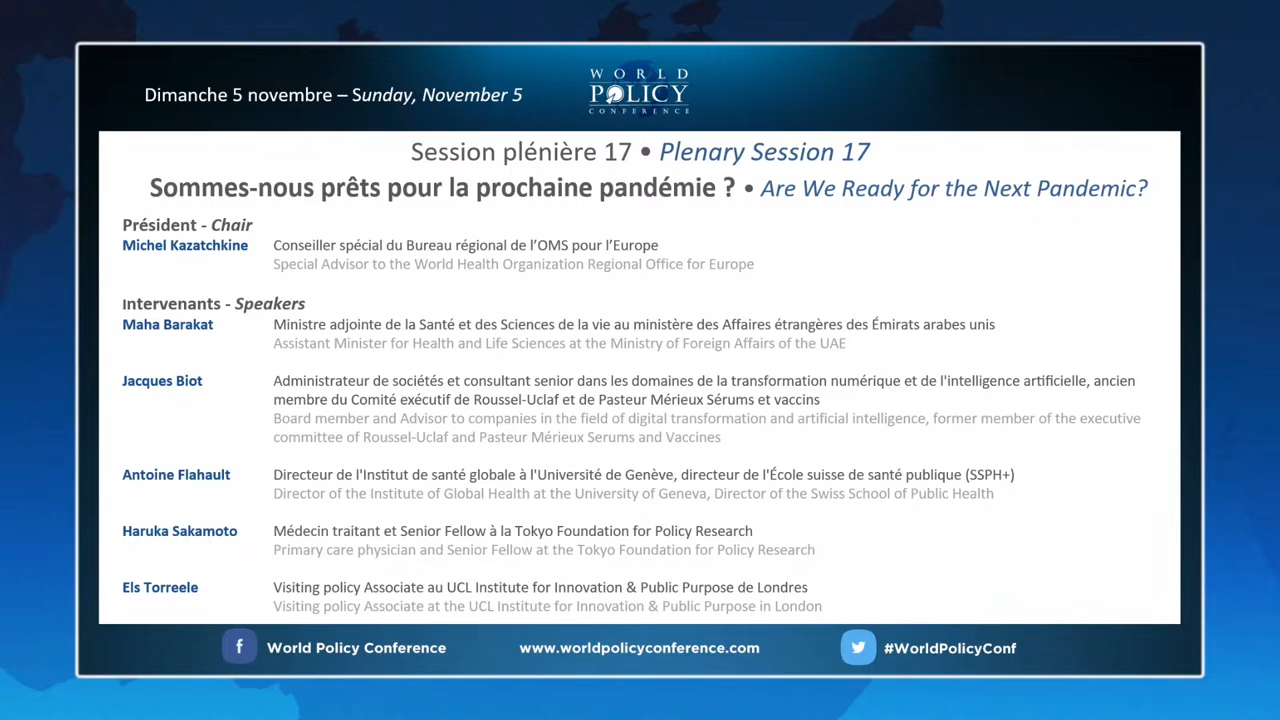 Dimanche 5 novembre – Sunday, November 5
WORLD
POLICY
CONFERENCE
Session plénière 17 • Plenary Session 17
Sommes-nous prêts pour la prochaine pandémie ? • Are We Ready for the Next Pandemic?
Président - Chair
Michel Kazatchkine Conseiller spécial du Bureau régional de l’OMS pour l’Europe
Special Advisor to the World Health Organization Regional Office for Europe
Intervenants - Speakers
Maha Barakat Ministre adjointe de la Santé et des Sciences de la vie au ministère des Affaires étrangères des Émirats arabes unis
Assistant Minister for Health and Life Sciences at the Ministry of Foreign Affairs of the UAE
Jacques Biot Administrateur de sociétés et consultant senior dans les domaines de la transformation numérique et de l'intelligence artificielle, ancien
membre du Comité exécutif de Roussel-Uclaf et de Pasteur Mérieux Sérums et vaccins
Board member and Advisor to companies in the field of digital transformation and artificial intelligence, former member of the executive
committee of Roussel-Uclaf and Pasteur Mérieux Serums and Vaccines
Antoine Flahault Directeur de l'Institut de santé globale à l'Université de Genève, directeur de l'École suisse de santé publique (SSPH+)
Director of the Institute of Global Health at the University of Geneva, Director of the Swiss School of Public Health
Haruka Sakamoto Médecin traitant et Senior Fellow à la Tokyo Foundation for Policy Research
Primary care physician and Senior Fellow at the Tokyo Foundation for Policy Research
Els Torreele Visiting policy Associate au UCL Institute for Innovation & Public Purpose de Londres
Visiting policy Associate at the UCL Institute for Innovation & Public Purpose in London
f World Policy Conference www.worldpolicyconference.com #WorldPolicyConf